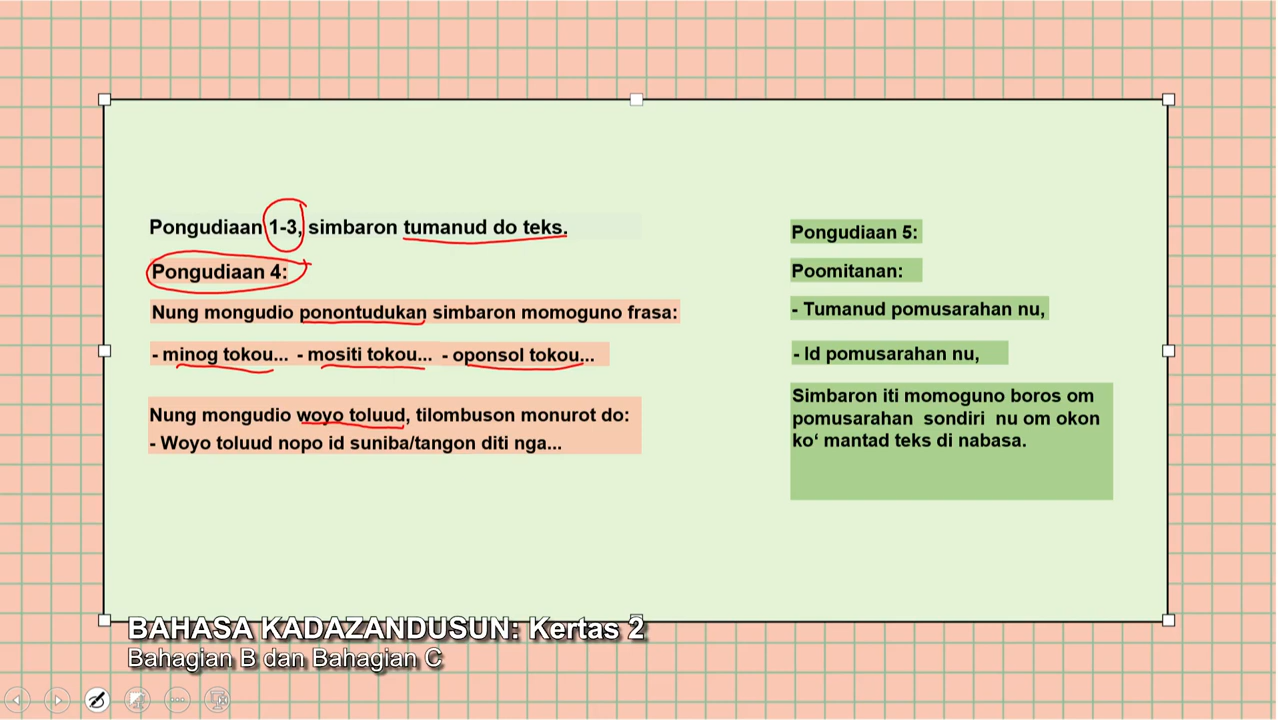 Pongudiaan 1-3, simbaron tumanud do teks.
Pongudiaan 4:
Nung mongudio ponontudukan simbaron momoguno frasa:
- minog tokou... - mositi tokou... - oponsol tokou...
Nung mongudio woyo toluud, tilombuson monurot do:
- Woyo toluud nopo id suniba/tangon diti nga...
Pongudiaan 5:
Poomitanan:
- Tumanud pomusarahan nu,
- Id pomusarahan nu,
Simbaron iti momoguno boros om
pomusarahan sondiri nu om okon
ko‘ mantad teks di nabasa.
BAHASA KADAZANDUSUN: Kertas 2
Bahagian B dan Bahagian C